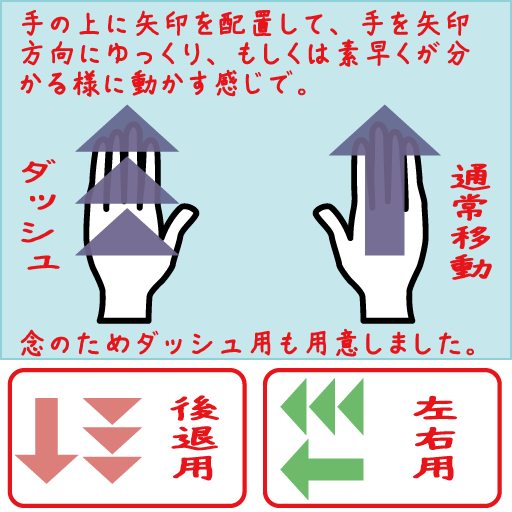 手の上に矢印を配置して、手を矢印
方向にゆっくり、もしくは素早くが分
かる様に動かす感じで。
ダッシュ
通常移動
念のためダッシュ用も用意しました。
後退用
左右用